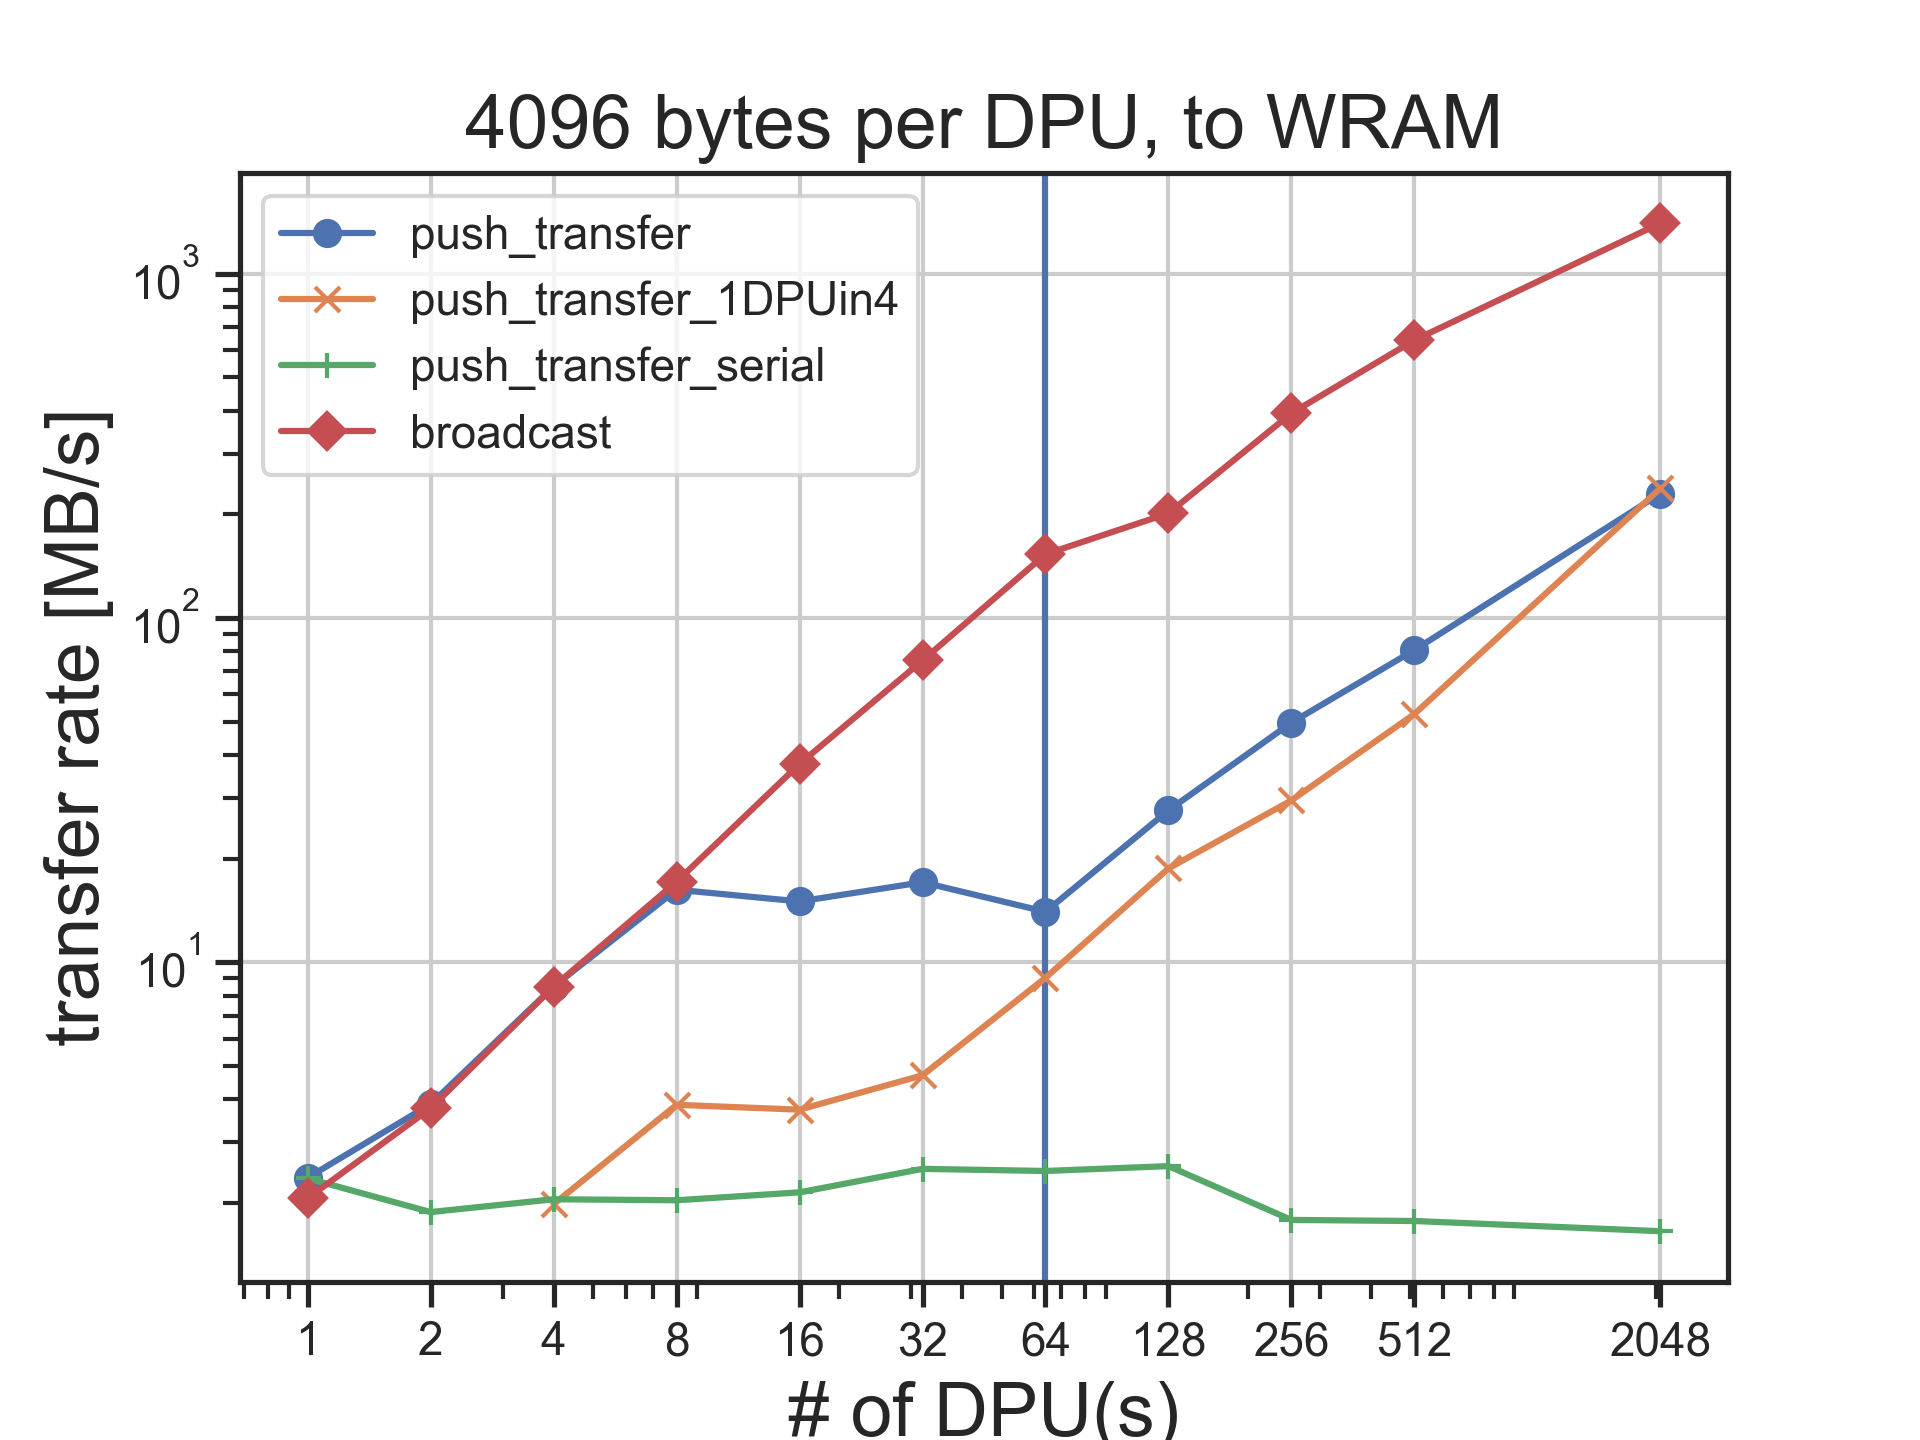 4096 bytes per DPU, to WRAM
push_transfer
push_transfer_1DPUin4
push_transfer_serial
broadcast
transfer rate [MB/s]
10³
10²
10¹
1 2 4 8 16 32 64 128 256 512 2048
# of DPU(s)